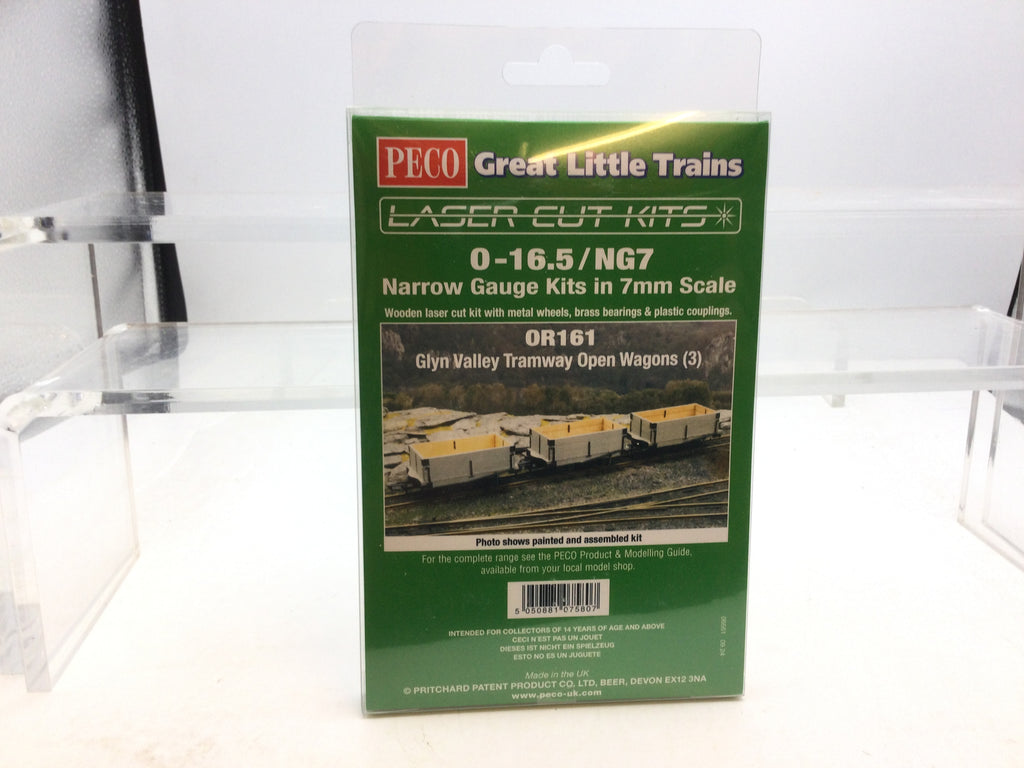 PECO Great Little Trains
LASER CUT KITS
0-16.5/NG7
Narrow Gauge Kits in 7mm Scale
Wooden laser cut kit with metal wheels, brass bearings & plastic couplings.
OR161
Glyn Valley Tramway Open Wagons (3)
Photo shows painted and assembled kit
For the complete range see the PECO Product & Modelling Guide,
available from your local model shop.
5 050881 075807
INTENDED FOR COLLECTORS OF 14 YEARS OF AGE AND ABOVE
CECI N'EST PAS UN JOUET
DIESES IST NICHT EIN SPIELZEUG
ESTO NO ES UN JUGUETE
Made in the UK
© PRITCHARD PATENT PRODUCT CO. LTD, BEER, DEVON EX12 3NA
www.peco-uk.com